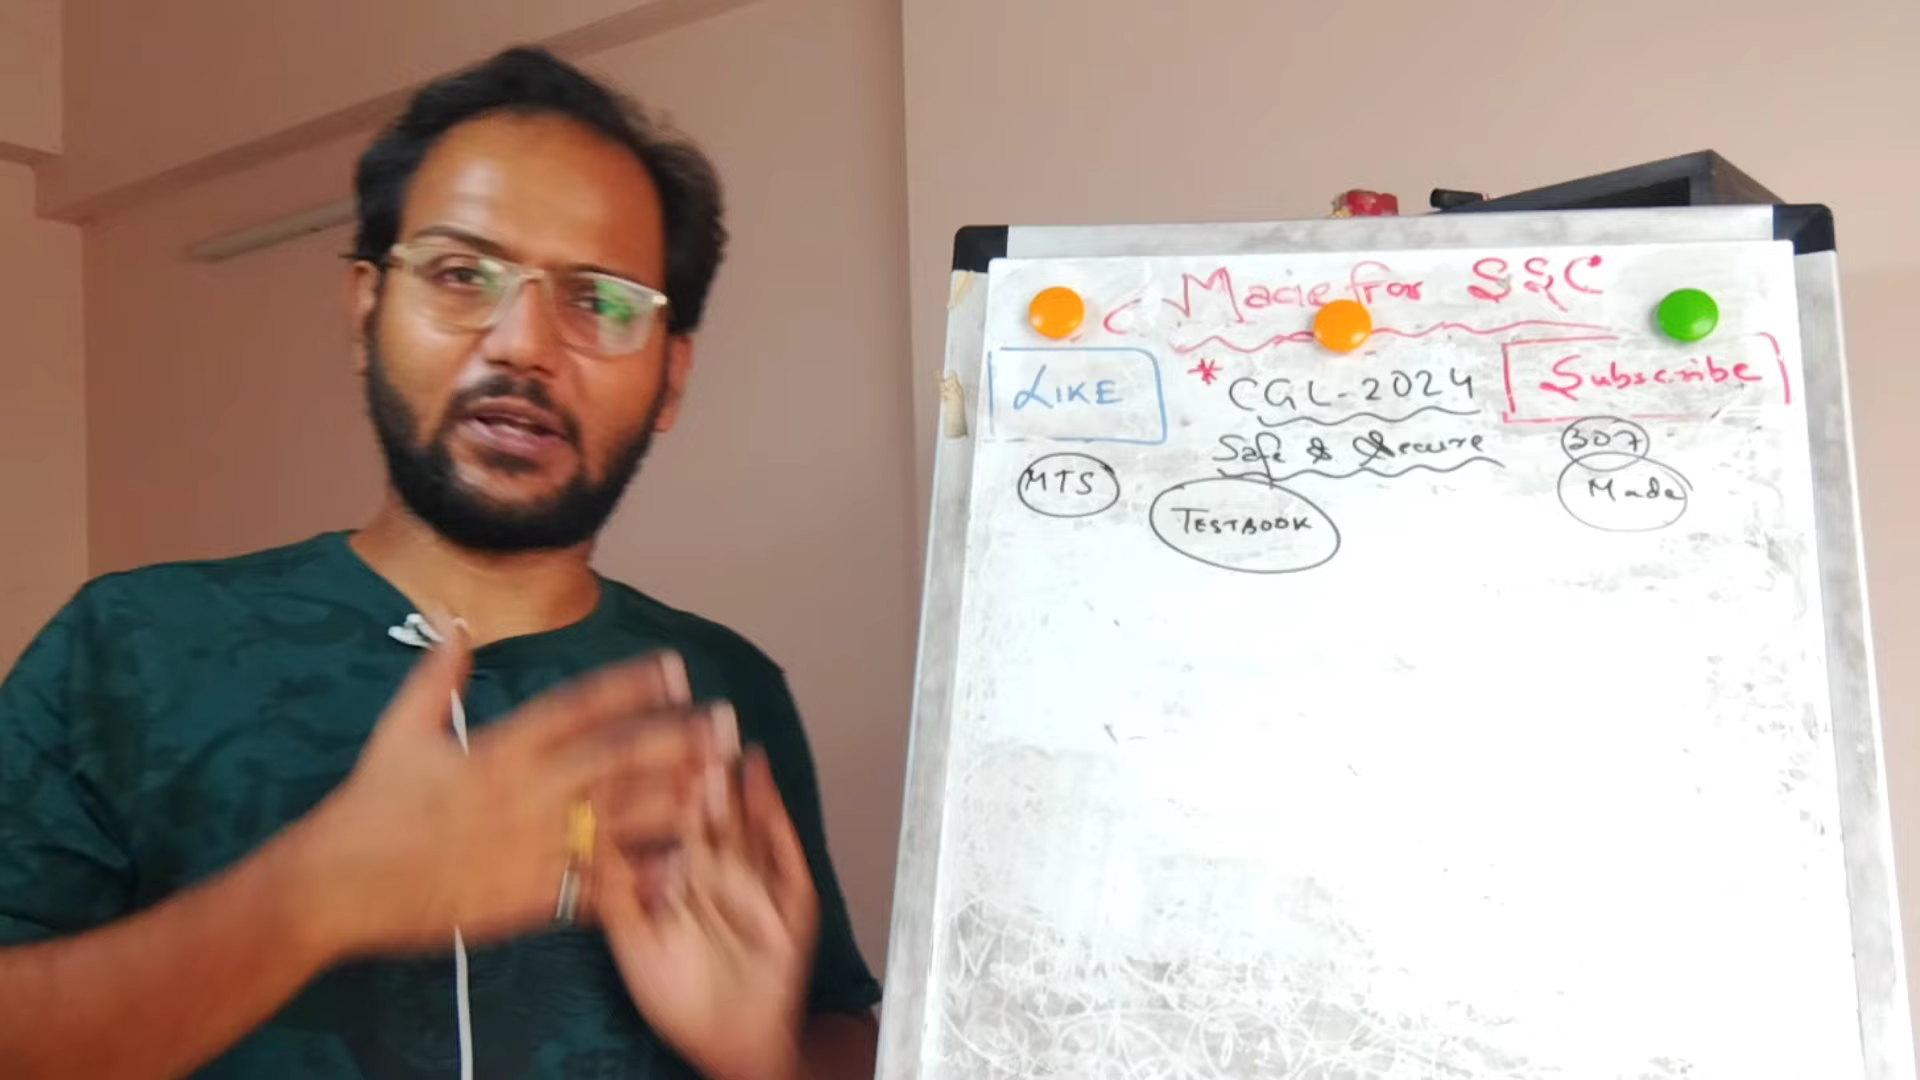 Made for SSC
LIKE
* CGL-2024
Subscribe
Safe & Secure
307
MTS
TESTBOOK
Made